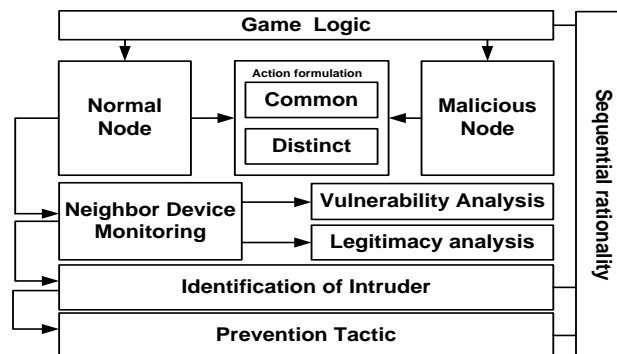 Game Logic
Normal
Node
Action formulation
Common
Distinct
Malicious
Node
Sequential rationality
Neighbor Device
Monitoring
Vulnerability Analysis
Legitimacy analysis
Identification of Intruder
Prevention Tactic